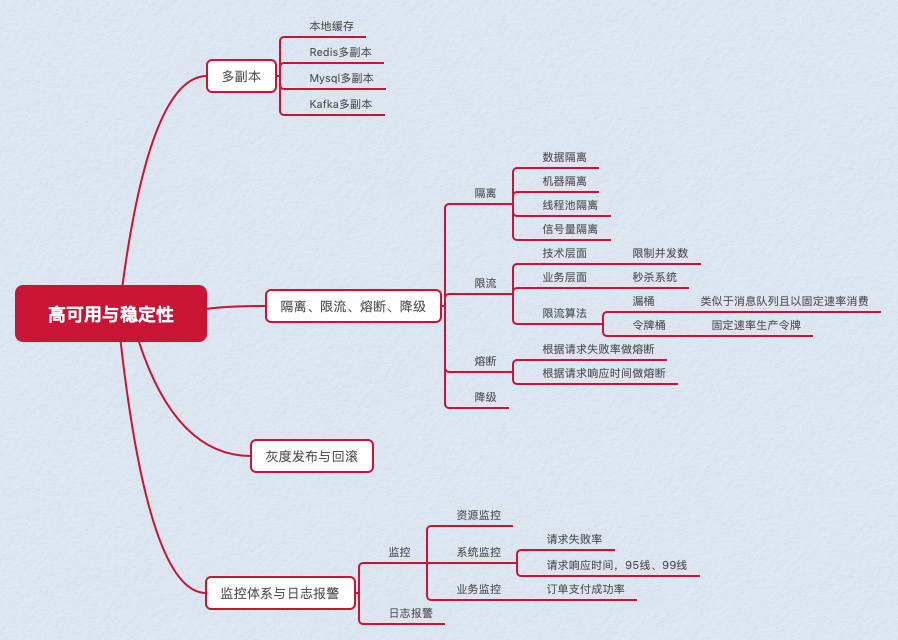 高可用与稳定性
多副本
本地缓存
Redis多副本
Mysql多副本
Kafka多副本
隔离、限流、熔断、降级
隔离
数据隔离
机器隔离
线程池隔离
信号量隔离
限流
技术层面
限制并发数
业务层面
秒杀系统
限流算法
漏桶
类似于消息队列且以固定速率消费
令牌桶
固定速率生产令牌
熔断
根据请求失败率做熔断
根据请求响应时间做熔断
降级
灰度发布与回滚
监控体系与日志报警
监控
资源监控
系统监控
请求失败率
请求响应时间，95线、99线
业务监控
订单支付成功率
日志报警